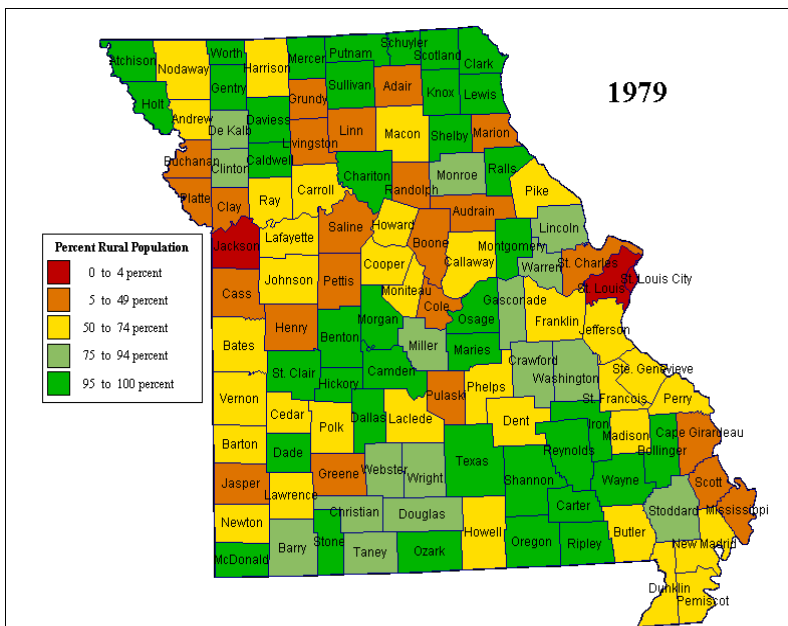 1979
Percent Rural Population
0 to 4 percent
5 to 49 percent
50 to 74 percent
75 to 94 percent
95 to 100 percent
Atchison
Nodaway
Worth
Harrison
Mercer
Putnam
Schuyler
Scotland
Clark
Holt
Gentry
Sullivan
Adair
Knox
Lewis
Andrew
De Kalb
Daviess
Grundy
Linn
Macon
Shelby
Marion
Buchanan
Clinton
Caldwell
Livingston
Chariton
Randolph
Monroe
Ralls
Platte
Clay
Ray
Carroll
Pike
Jackson
Lafayette
Saline
Howard
Boone
Audrain
Montgomery
Lincoln
Cass
Johnson
Pettis
Cooper
Moniteau
Callaway
Warren
St. Charles
St. Louis
St. Louis City
Henry
Cole
Gasconade
Franklin
Jefferson
Bates
Benton
Morgan
Miller
Osage
Maries
St. Clair
Hickory
Camden
Crawford
Washington
Ste. Genevieve
Vernon
Cedar
Polk
Dallas
Laclede
Pulaski
Phelps
Dent
St. Francois
Perry
Barton
Dade
Iron
Madison
Cape Girardeau
Bollinger
Jasper
Greene
Webster
Wright
Texas
Reynolds
Lawrence
Christian
Douglas
Shannon
Wayne
Scott
Mississippi
Newton
Howell
Carter
Butler
Stoddard
McDonald
Barry
Stone
Taney
Ozark
Oregon
Ripley
New Madrid
Dunklin
Pemiscot